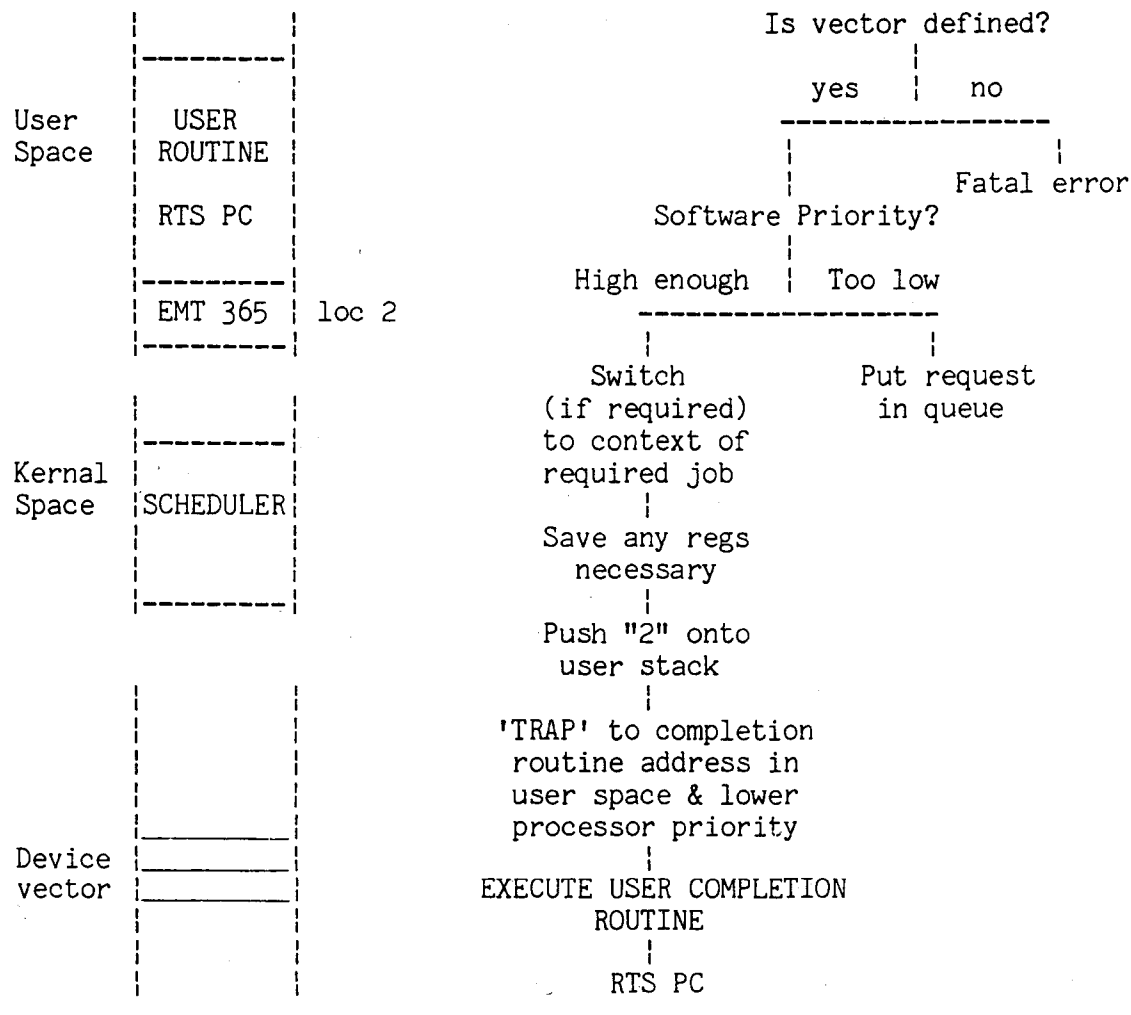 User
Space
USER
ROUTINE
RTS PC
EMT 365
loc 2
Kernal
Space
SCHEDULER
Device
vector
Is vector defined?
yes
no
Fatal error
Software Priority?
High enough
Too low
Switch
(if required)
to context of
required job
Put request
in queue
Save any regs
necessary
Push "2" onto
user stack
'TRAP' to completion
routine address in
user space & lower
processor priority
EXECUTE USER COMPLETION
ROUTINE
RTS PC